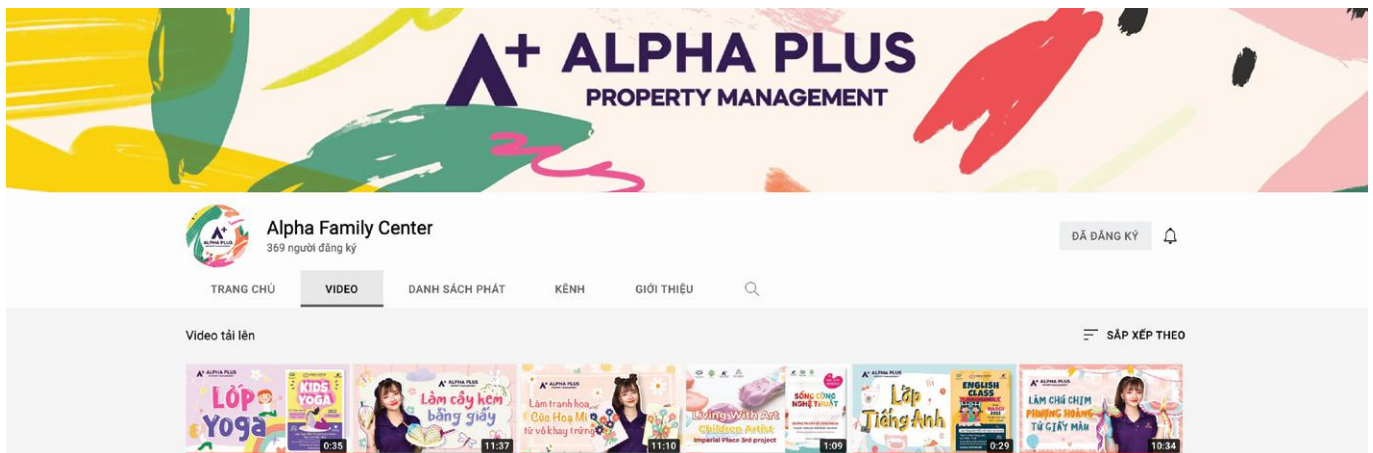 A+ ALPHA PLUS
PROPERTY MANAGEMENT
A+
ALPHA PLUS
Alpha Family Center
369 người đăng ký
ĐÃ ĐĂNG KÝ
TRANG CHỦ VIDEO DANH SÁCH PHÁT KÊNH GIỚI THIỆU
Video tải lên
SẮP XẾP THEO
A+ ALPHA PLUS
Lớp
Yoga
KIDS
YOGA
0:35
A+ ALPHA PLUS
Làm cây kem
bằng giấy
11:37
A+ ALPHA PLUS
Làm tranh hoa
Cúc Hoạ Mi
từ vỏ khay trứng
11:10
Living With Art
Children Artist
Imperial Place 3rd project
SỐNG CÙNG
NGHỆ THUẬT
1:09
A+ ALPHA PLUS
Lớp
Tiếng Anh
ENGLISH
CLASS
0:29
A+ ALPHA PLUS
LÀM CHÚ CHIM
PHƯỢNG HOÀNG
TỪ GIẤY MÀU
10:34